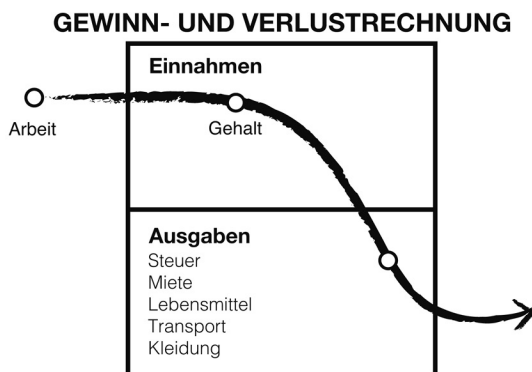 GEWINN- UND VERLUSTRECHNUNG
Einnahmen
Arbeit
Gehalt
Ausgaben
Steuer
Miete
Lebensmittel
Transport
Kleidung